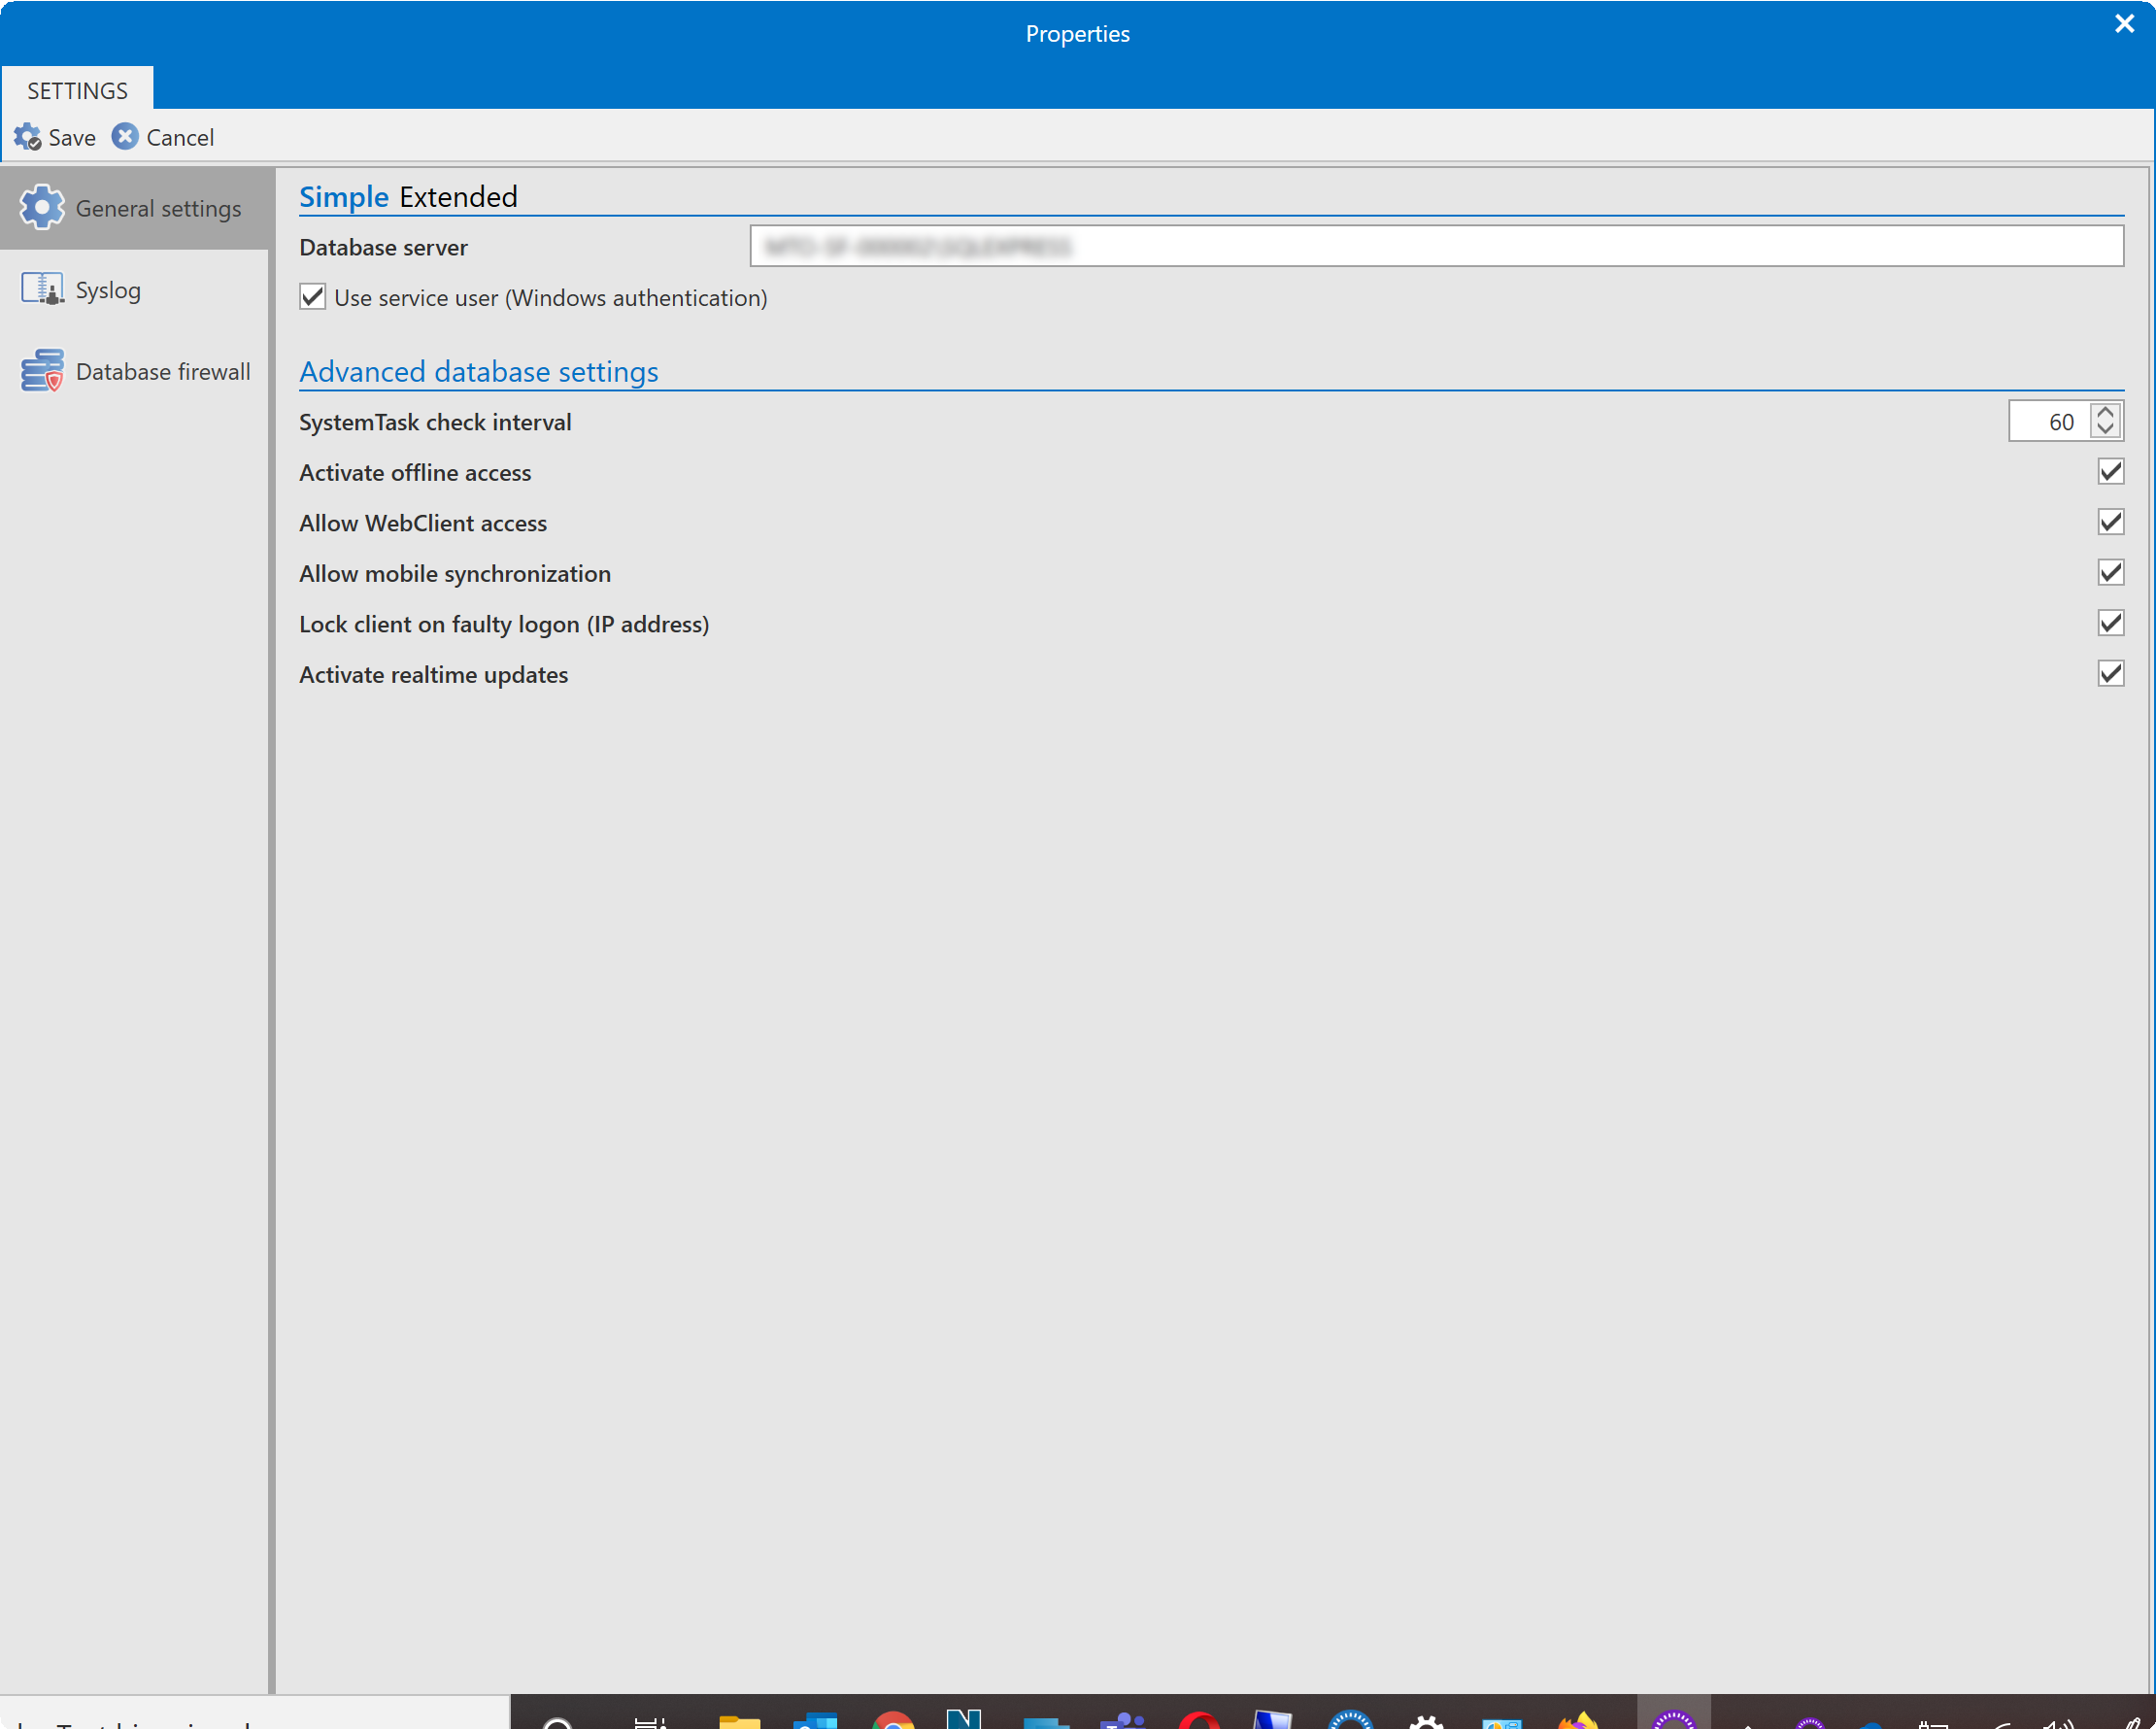 Properties
SETTINGS
Save Cancel
General settings
Syslog
Database firewall
Simple Extended
Database server
Use service user (Windows authentication)
Advanced database settings
SystemTask check interval 60
Activate offline access
Allow WebClient access
Allow mobile synchronization
Lock client on faulty logon (IP address)
Activate realtime updates